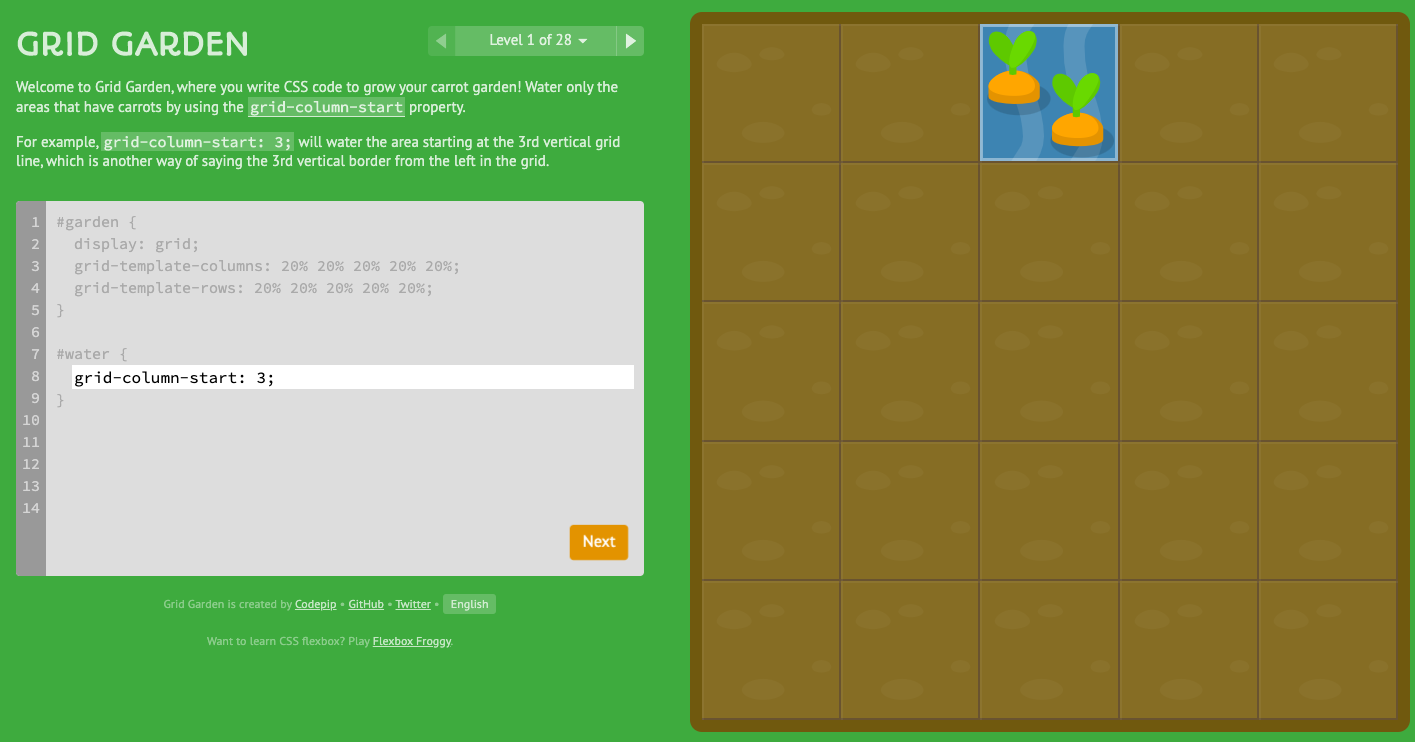 GRID GARDEN
Level 1 of 28
Welcome to Grid Garden, where you write CSS code to grow your carrot garden! Water only the
areas that have carrots by using the grid-column-start property.
For example, grid-column-start: 3; will water the area starting at the 3rd vertical grid
line, which is another way of saying the 3rd vertical border from the left in the grid.
1 #garden {
2   display: grid;
3   grid-template-columns: 20% 20% 20% 20% 20%;
4   grid-template-rows: 20% 20% 20% 20% 20%;
5 }
6
7 #water {
8   grid-column-start: 3;
9 }
10
11
12
13
14
Next
Grid Garden is created by Codepip • GitHub • Twitter • English
Want to learn CSS flexbox? Play Flexbox Froggy.